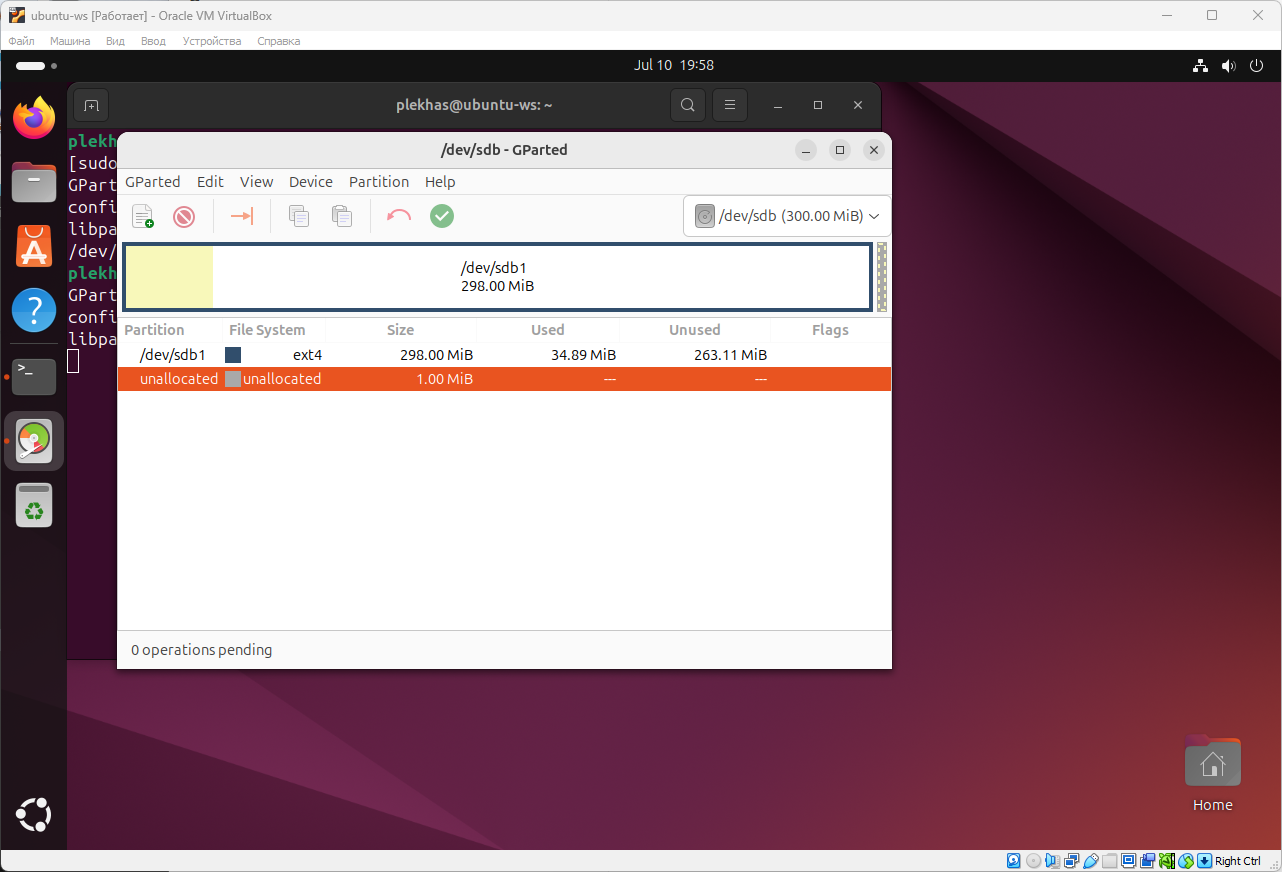 ubuntu-ws [Работает] - Oracle VM VirtualBox
Файл Машина Вид Ввод Устройства Справка
Jul 10 19:58
plekhas@ubuntu-ws: ~
plekh
[sudo
GPart
confi
libpa
/dev/
plekh
GPart
confi
libpa
/dev/sdb - GParted
GParted Edit View Device Partition Help
/dev/sdb (300.00 MiB)
/dev/sdb1
298.00 MiB
Partition File System Size Used Unused Flags
/dev/sdb1 ext4 298.00 MiB 34.89 MiB 263.11 MiB
unallocated unallocated 1.00 MiB --- ---
0 operations pending
Home
Right Ctrl